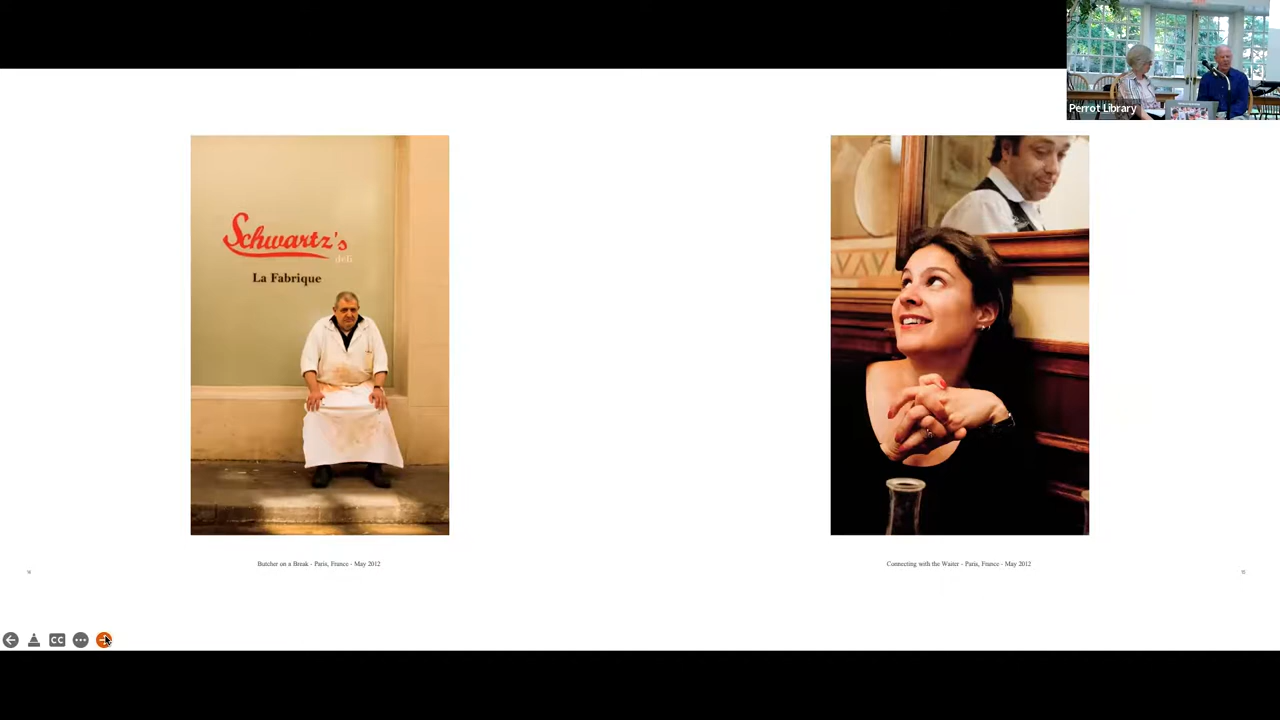 Perrot Library
Schwartz's
deli
La Fabrique
Butcher on a Break - Paris, France - May 2012
Connecting with the Waiter - Paris, France - May 2012
CC